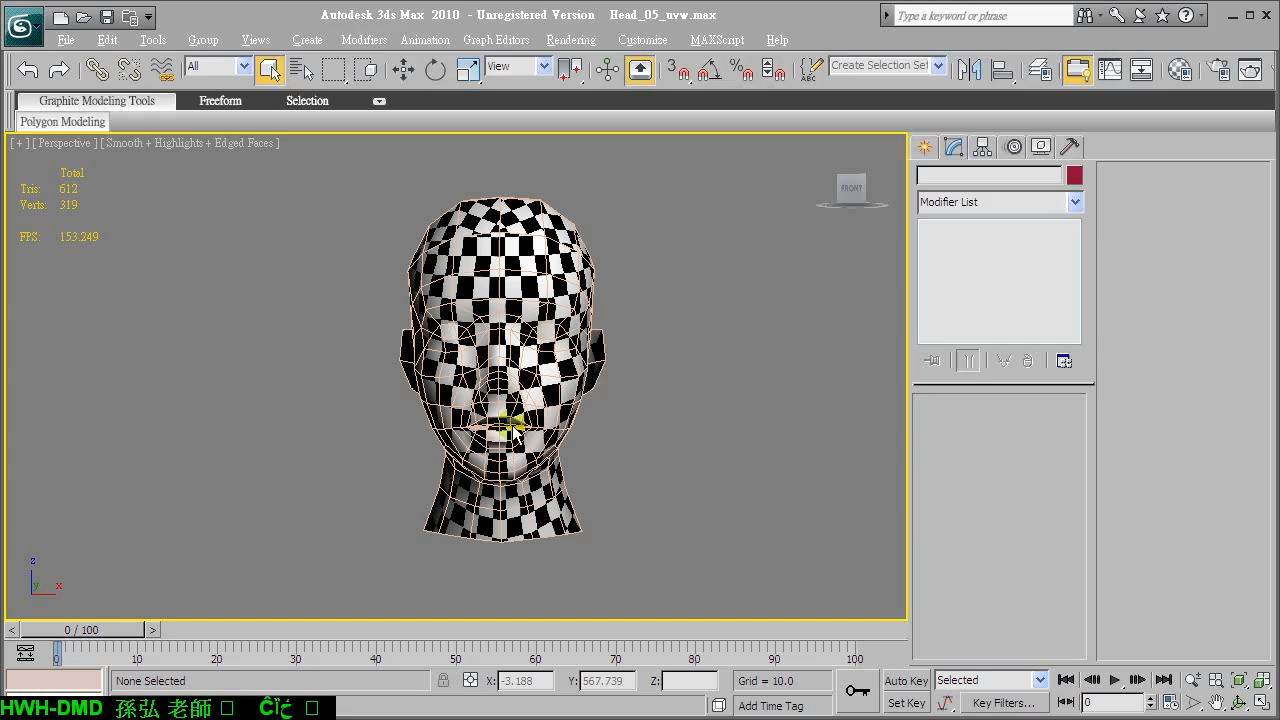 Autodesk 3ds Max 2010 - Unregistered Version Head_05_uvw.max
Type a keyword or phrase
File Edit Tools Group Views Create Modifiers Animation Graph Editors Rendering Customize MAXScript Help
All View Create Selection Set
Graphite Modeling Tools Freeform Selection
Polygon Modeling
[ + ] [ Perspective ] [ Smooth + Highlights + Edged Faces ]
Total
Tris: 612
Verts: 319
FPS: 153.249
FRONT
Modifier List
z
y x
0 / 100
0 10 20 30 40 50 60 70 80 90 100
None Selected X: -3.188 Y: 567.739 Z: Grid = 10.0 Auto Key Selected
Add Time Tag Set Key Key Filters... 0
HWH-DMD 孫弘 老師